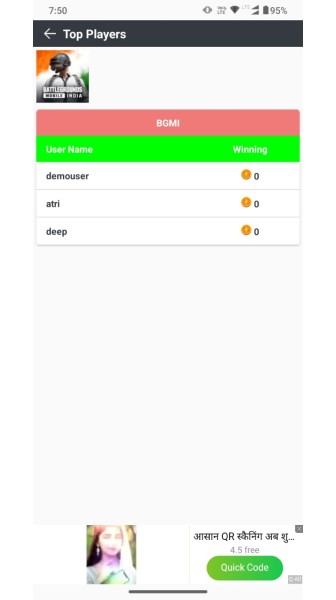 7:50
95%
Top Players
BATTLEGROUNDS
MOBILE INDIA
BGMI
User Name Winning
demouser 0
atri 0
deep 0
आसान QR स्कैनिंग अब शु...
4.5 free
Quick Code